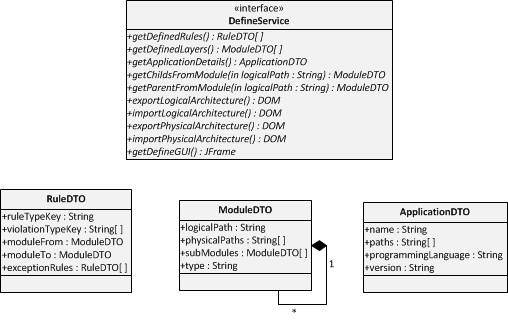 «interface»
DefineService
+getDefinedRules() : RuleDTO[ ]
+getDefinedLayers() : ModuleDTO[ ]
+getApplicationDetails() : ApplicationDTO
+getChildsFromModule(in logicalPath : String) : ModuleDTO
+getParentFromModule(in logicalPath : String) : ModuleDTO
+exportLogicalArchitecture() : DOM
+importLogicalArchitecture() : DOM
+exportPhysicalArchitecture() : DOM
+importPhysicalArchitecture() : DOM
+getDefineGUI() : JFrame
RuleDTO
+ruleTypeKey : String
+violationTypeKey : String[ ]
+moduleFrom : ModuleDTO
+moduleTo : ModuleDTO
+exceptionRules : RuleDTO[ ]
ModuleDTO
+logicalPath : String
+physicalPaths : String[ ]
+subModules : ModuleDTO[ ]
+type : String
1
*
ApplicationDTO
+name : String
+paths : String[ ]
+programmingLanguage : String
+version : String